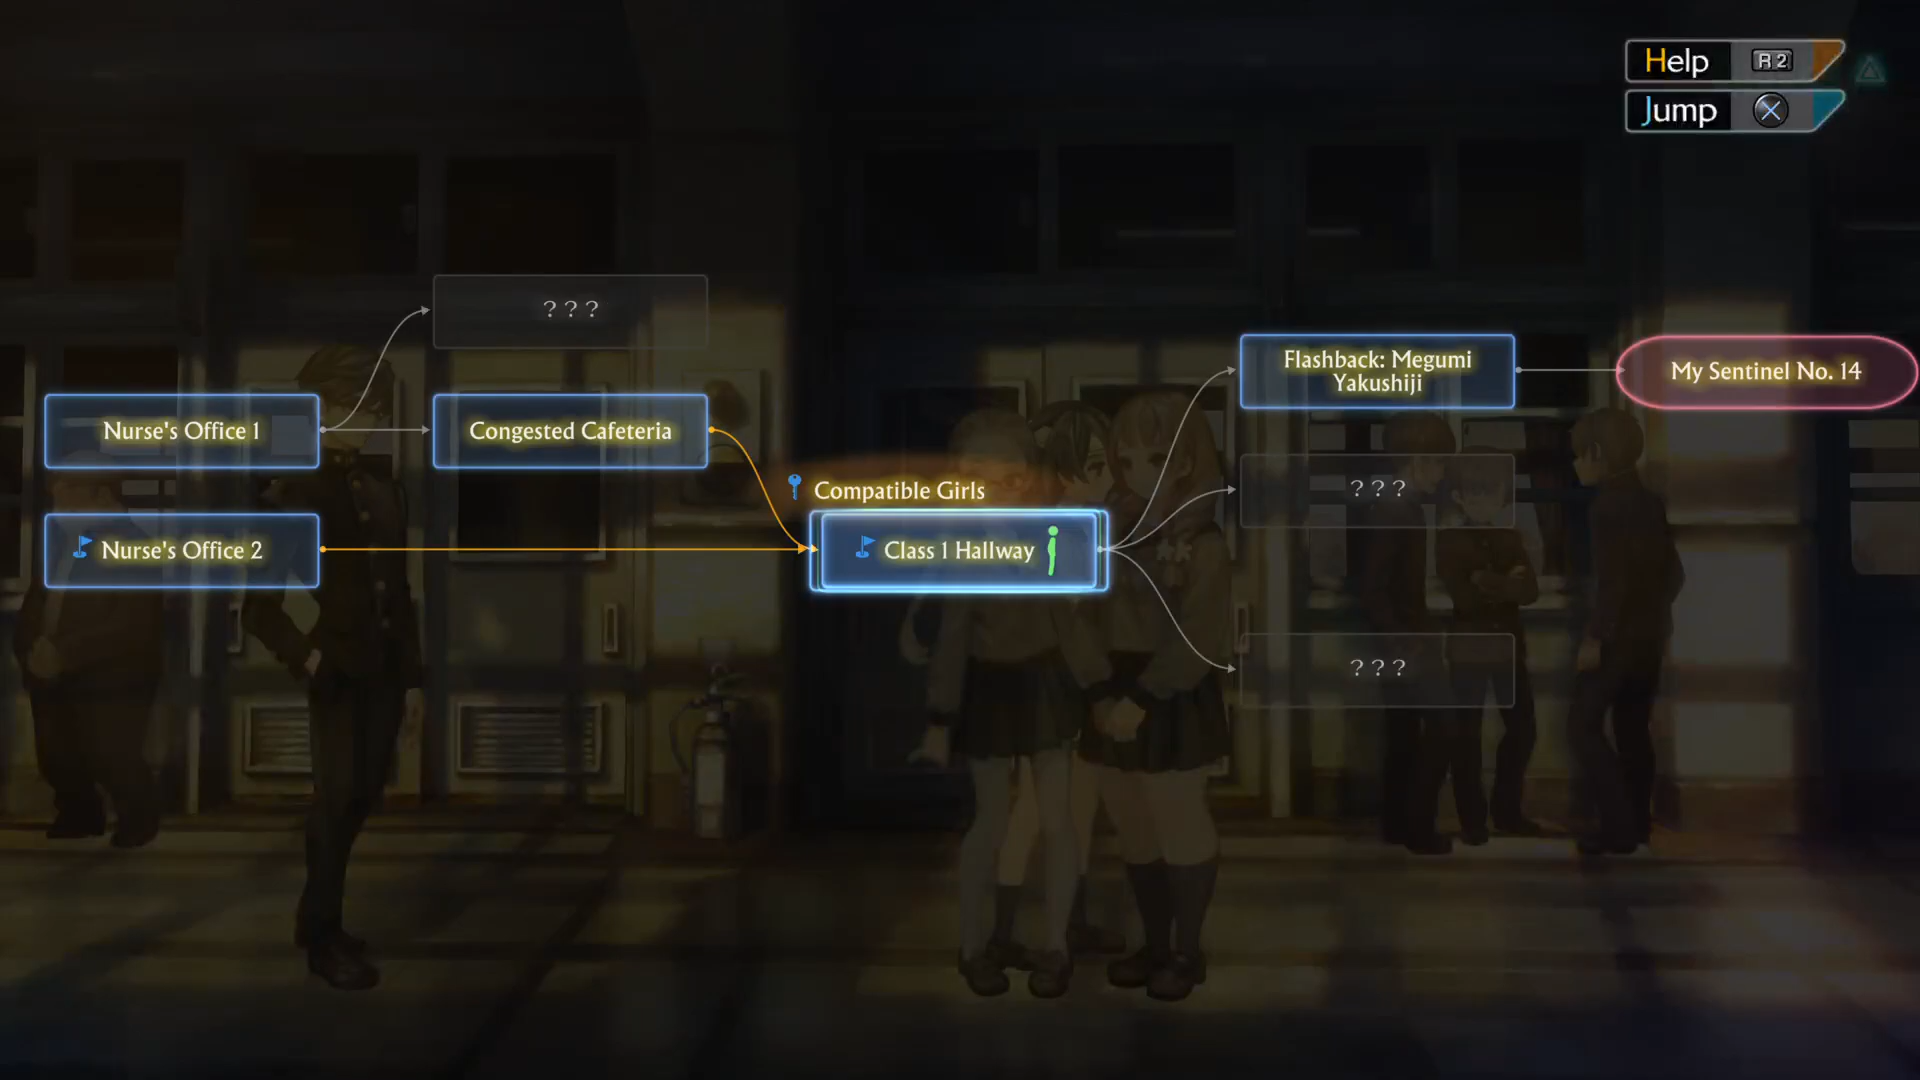 Help R2
Jump
? ? ?
Flashback: Megumi
Yakushiji
My Sentinel No. 14
Nurse's Office 1
Congested Cafeteria
Compatible Girls
? ? ?
Nurse's Office 2
Class 1 Hallway
? ? ?